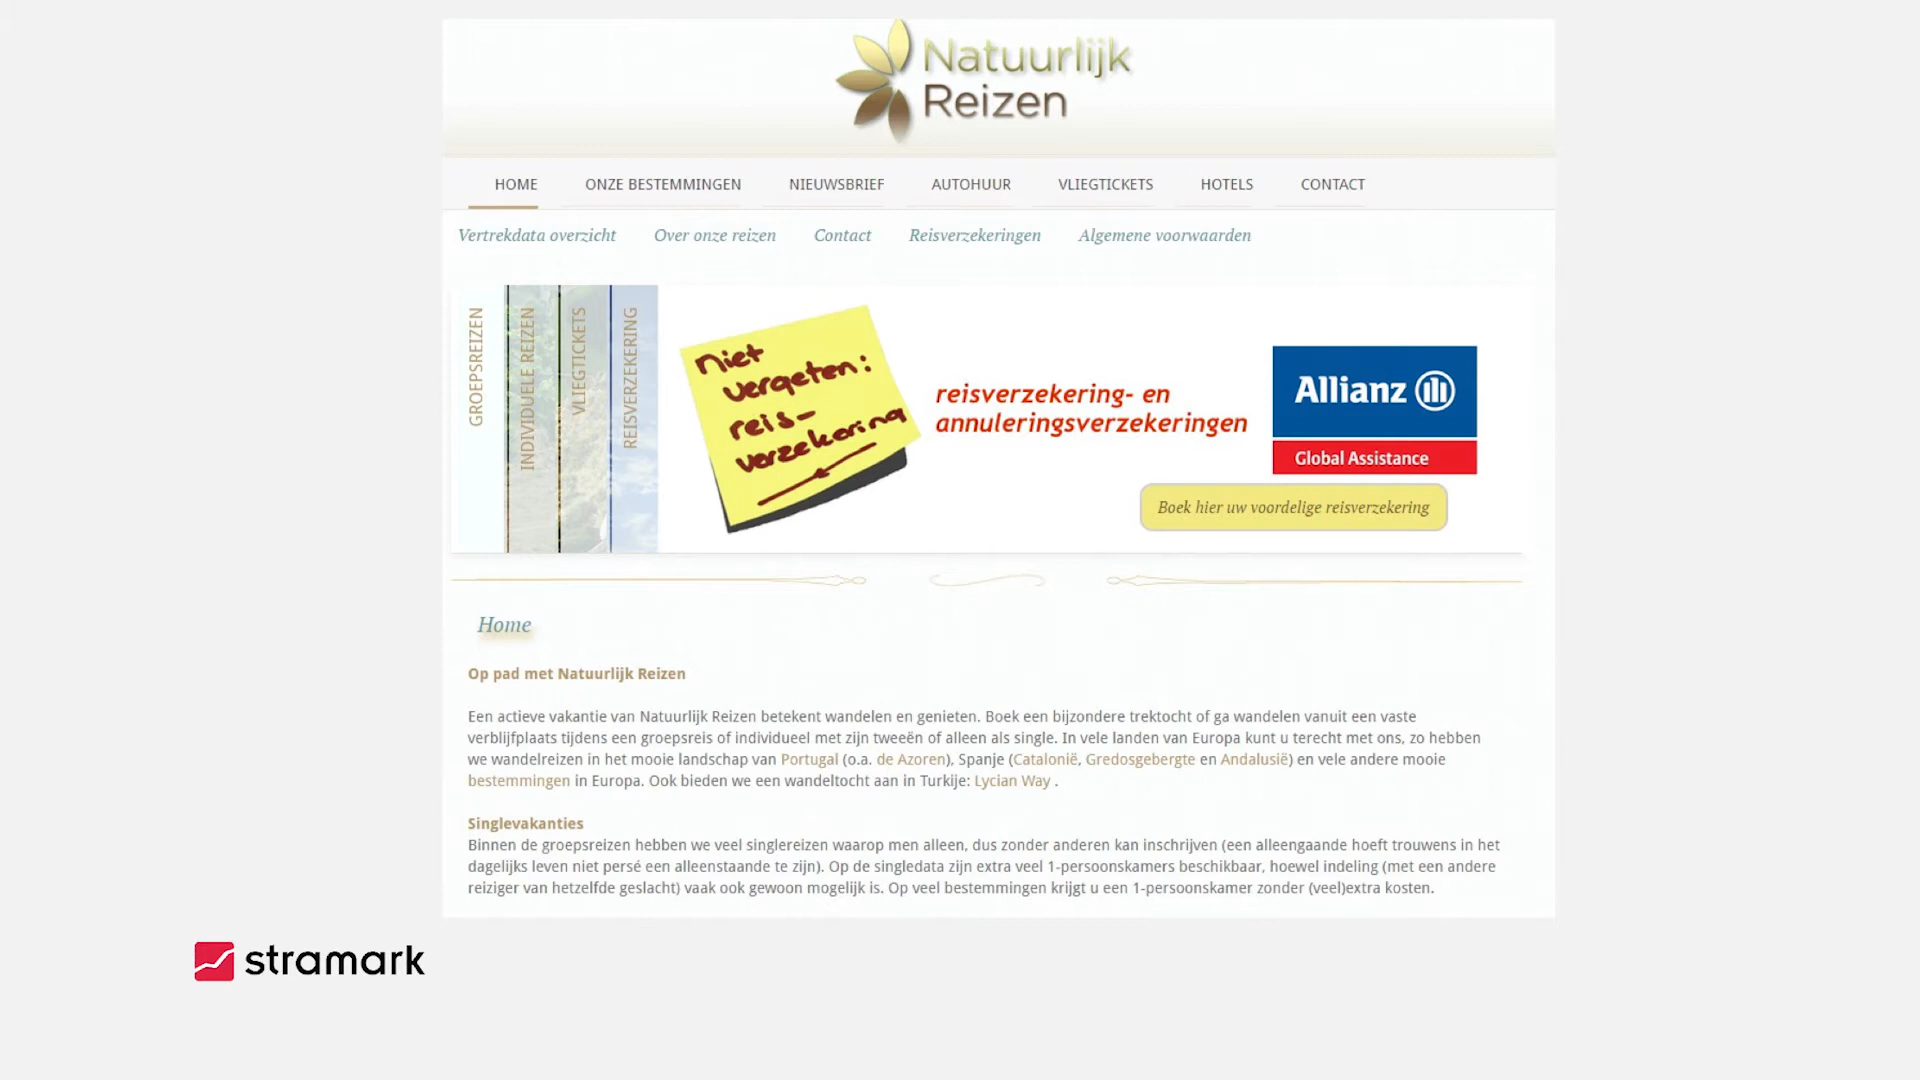 Natuurlijk
Reizen
HOME ONZE BESTEMMINGEN NIEUWSBRIEF AUTOHUUR VLIEGTICKETS HOTELS CONTACT
Vertrekdata overzicht Over onze reizen Contact Reisverzekeringen Algemene voorwaarden
GROEPSREIZEN
INDIVIDUELE REIZEN
VLIEGTICKETS
REISVERZEKERING
niet
vergeten:
reis-
verzekering
reisverzekering- en
annuleringsverzekeringen
Allianz
Global Assistance
Boek hier uw voordelige reisverzekering
Home
Op pad met Natuurlijk Reizen
Een actieve vakantie van Natuurlijk Reizen betekent wandelen en genieten. Boek een bijzondere trektocht of ga wandelen vanuit een vaste
verblijfplaats tijdens een groepsreis of individueel met zijn tweeën of alleen als single. In vele landen van Europa kunt u terecht met ons, zo hebben
we wandelreizen in het mooie landschap van Portugal (o.a. de Azoren), Spanje (Catalonië, Gredosgebergte en Andalusië) en vele andere mooie
bestemmingen in Europa. Ook bieden we een wandeltocht aan in Turkije: Lycian Way .
Singlevakanties
Binnen de groepsreizen hebben we veel singlereizen waarop men alleen, dus zonder anderen kan inschrijven (een alleengaande hoeft trouwens in het
dagelijks leven niet persé een alleenstaande te zijn). Op de singledata zijn extra veel 1-persoonskamers beschikbaar, hoewel indeling (met een andere
reiziger van hetzelfde geslacht) vaak ook gewoon mogelijk is. Op veel bestemmingen krijgt u een 1-persoonskamer zonder (veel)extra kosten.
stramark